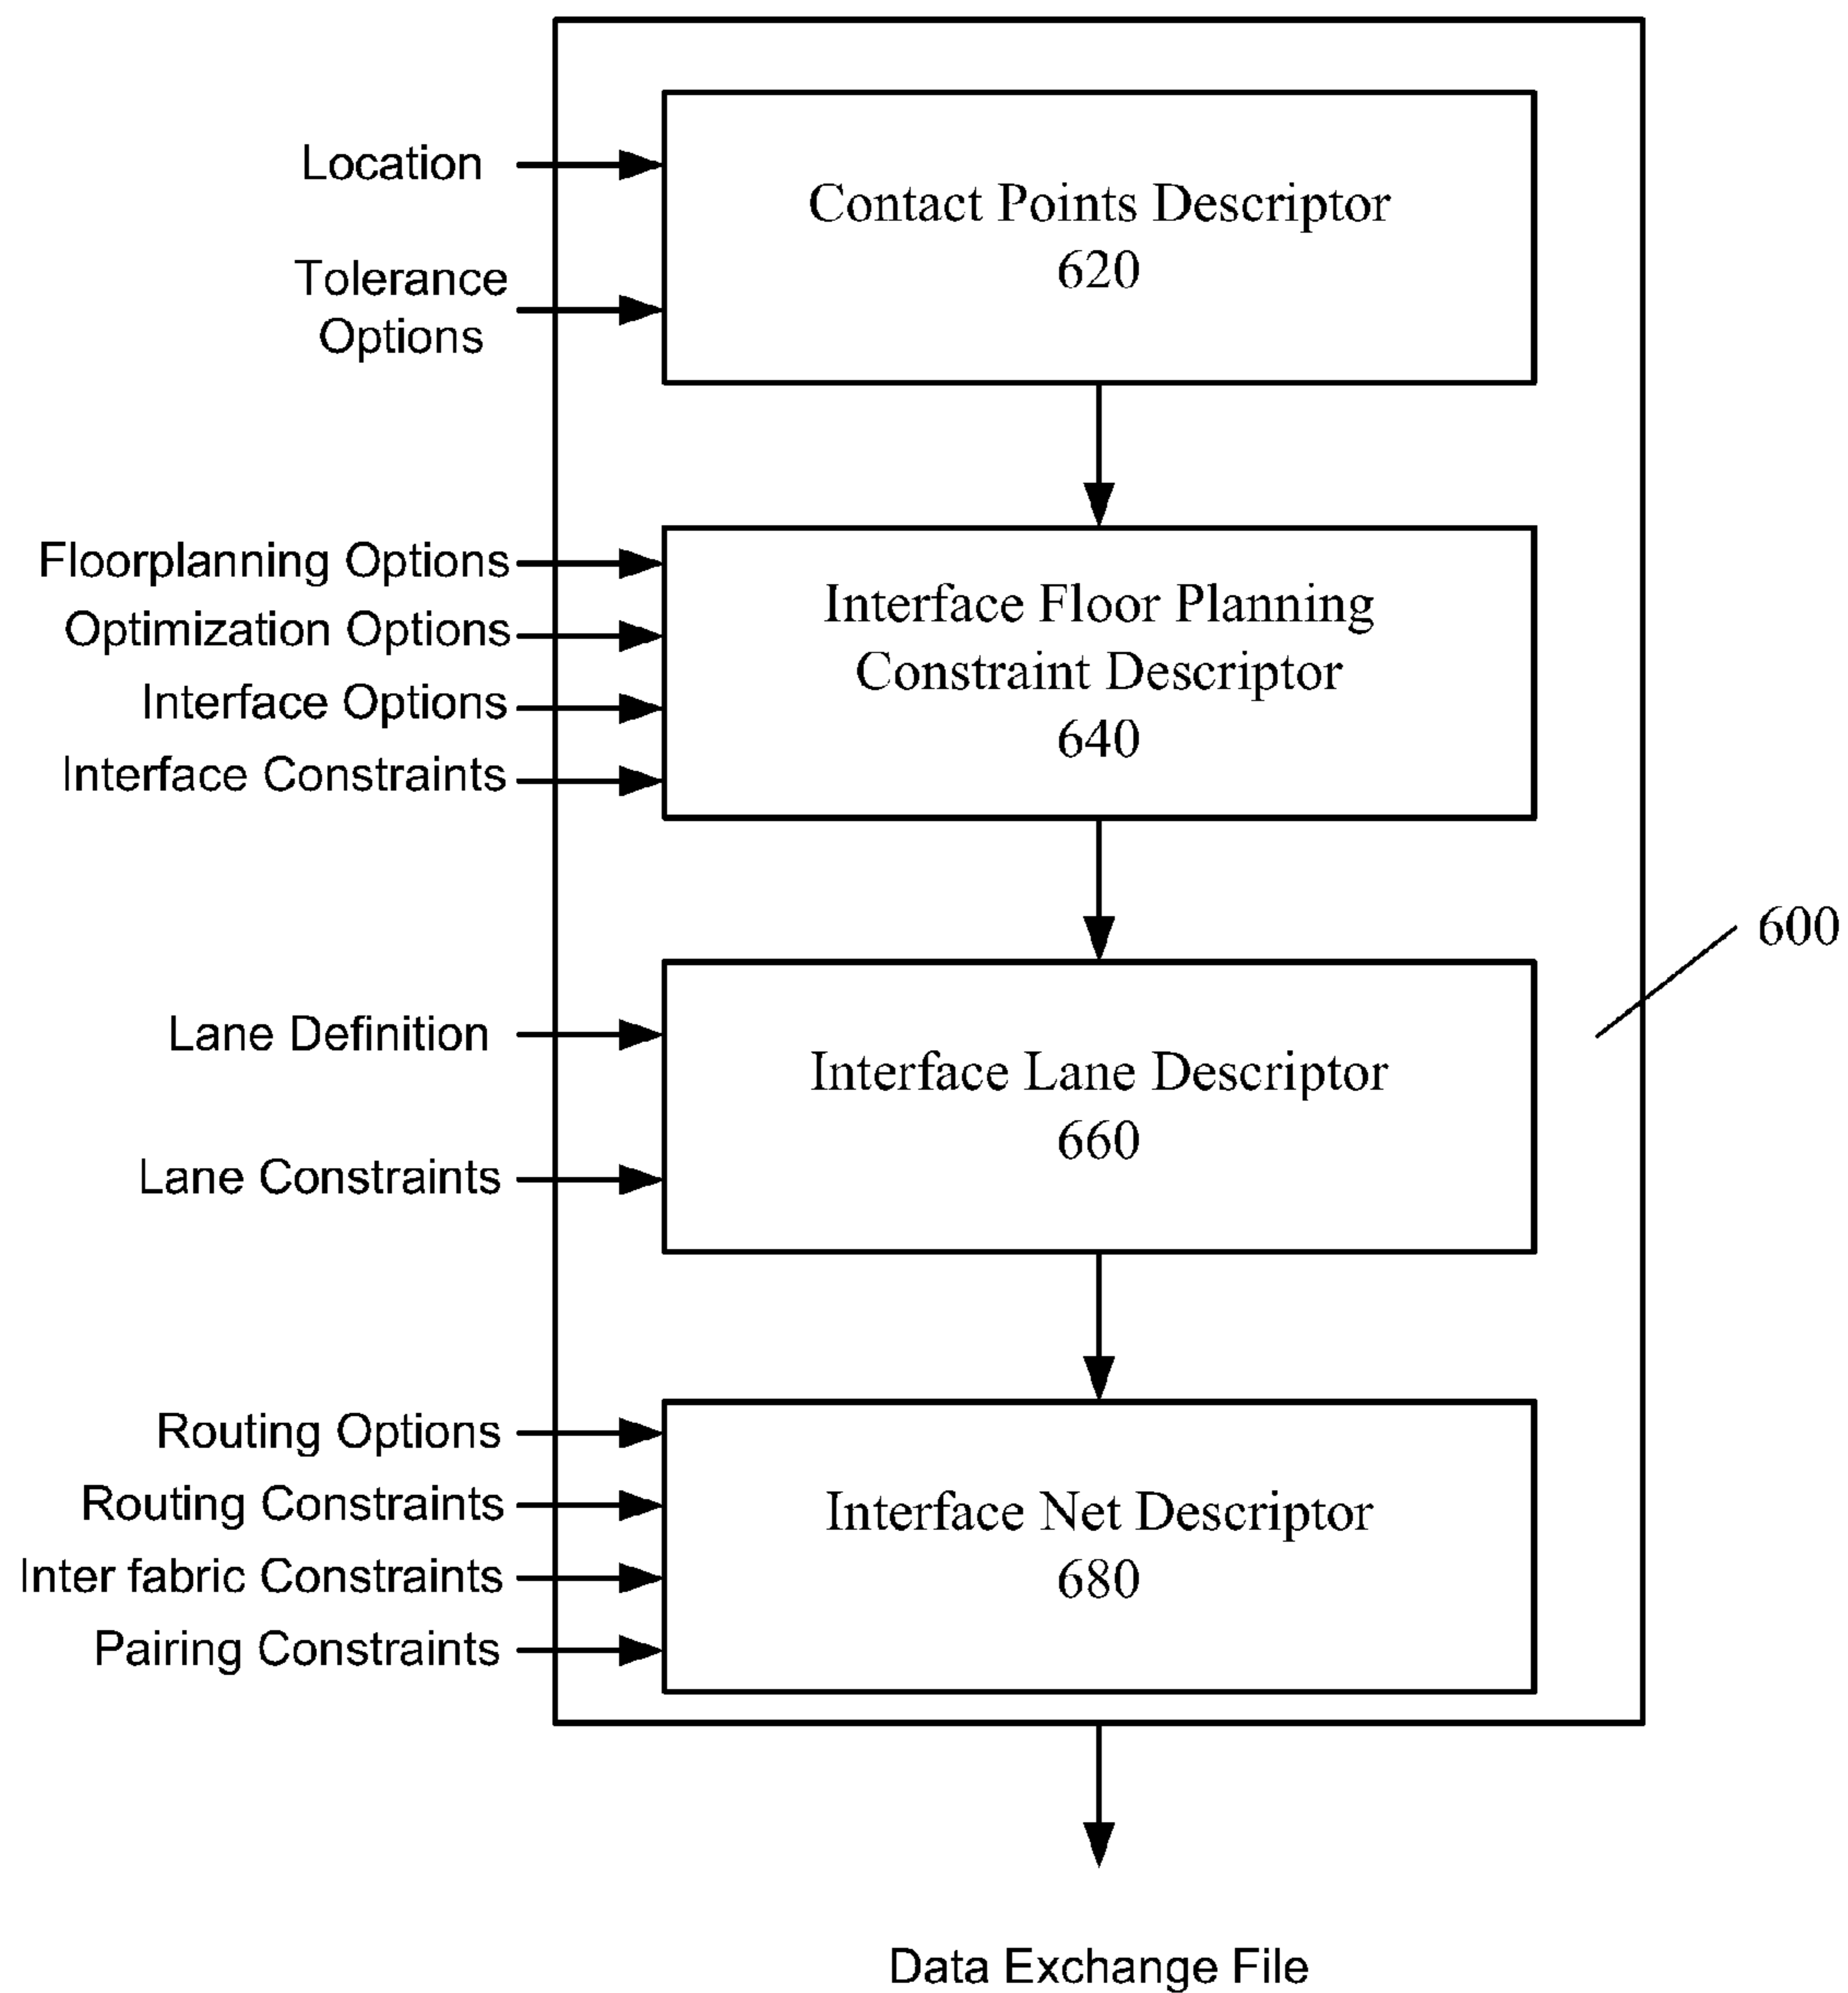 Location
Tolerance
Options
Contact Points Descriptor
620
Floorplanning Options
Optimization Options
Interface Options
Interface Constraints
Interface Floor Planning
Constraint Descriptor
640
600
Lane Definition
Lane Constraints
Interface Lane Descriptor
660
Routing Options
Routing Constraints
Inter fabric Constraints
Pairing Constraints
Interface Net Descriptor
680
Data Exchange File